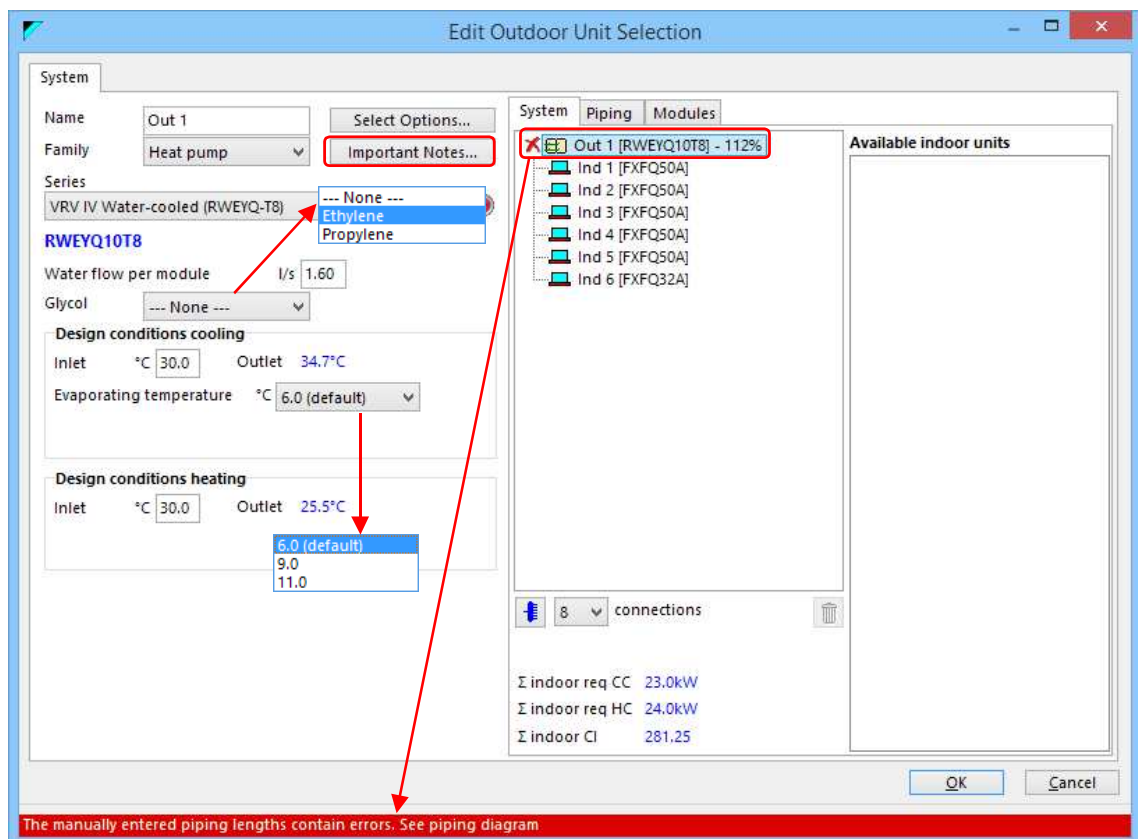 Edit Outdoor Unit Selection
System
Name
Out 1
Select Options...
Family
Heat pump
Important Notes...
Series
VRV IV Water-cooled (RWEYQ-T8)
--- None ---
Ethylene
Propylene
RWEYQ10T8
Water flow per module l/s 1.60
Glycol
--- None ---
Design conditions cooling
Inlet °C 30.0 Outlet 34.7°C
Evaporating temperature °C 6.0 (default)
Design conditions heating
Inlet °C 30.0 Outlet 25.5°C
6.0 (default)
9.0
11.0
System Piping Modules
Out 1 [RWEYQ10T8] - 112%
Ind 1 [FXFQ50A]
Ind 2 [FXFQ50A]
Ind 3 [FXFQ50A]
Ind 4 [FXFQ50A]
Ind 5 [FXFQ50A]
Ind 6 [FXFQ32A]
Available indoor units
8 connections
Σ indoor req CC 23.0kW
Σ indoor req HC 24.0kW
Σ indoor CI 281.25
OK Cancel
The manually entered piping lengths contain errors. See piping diagram